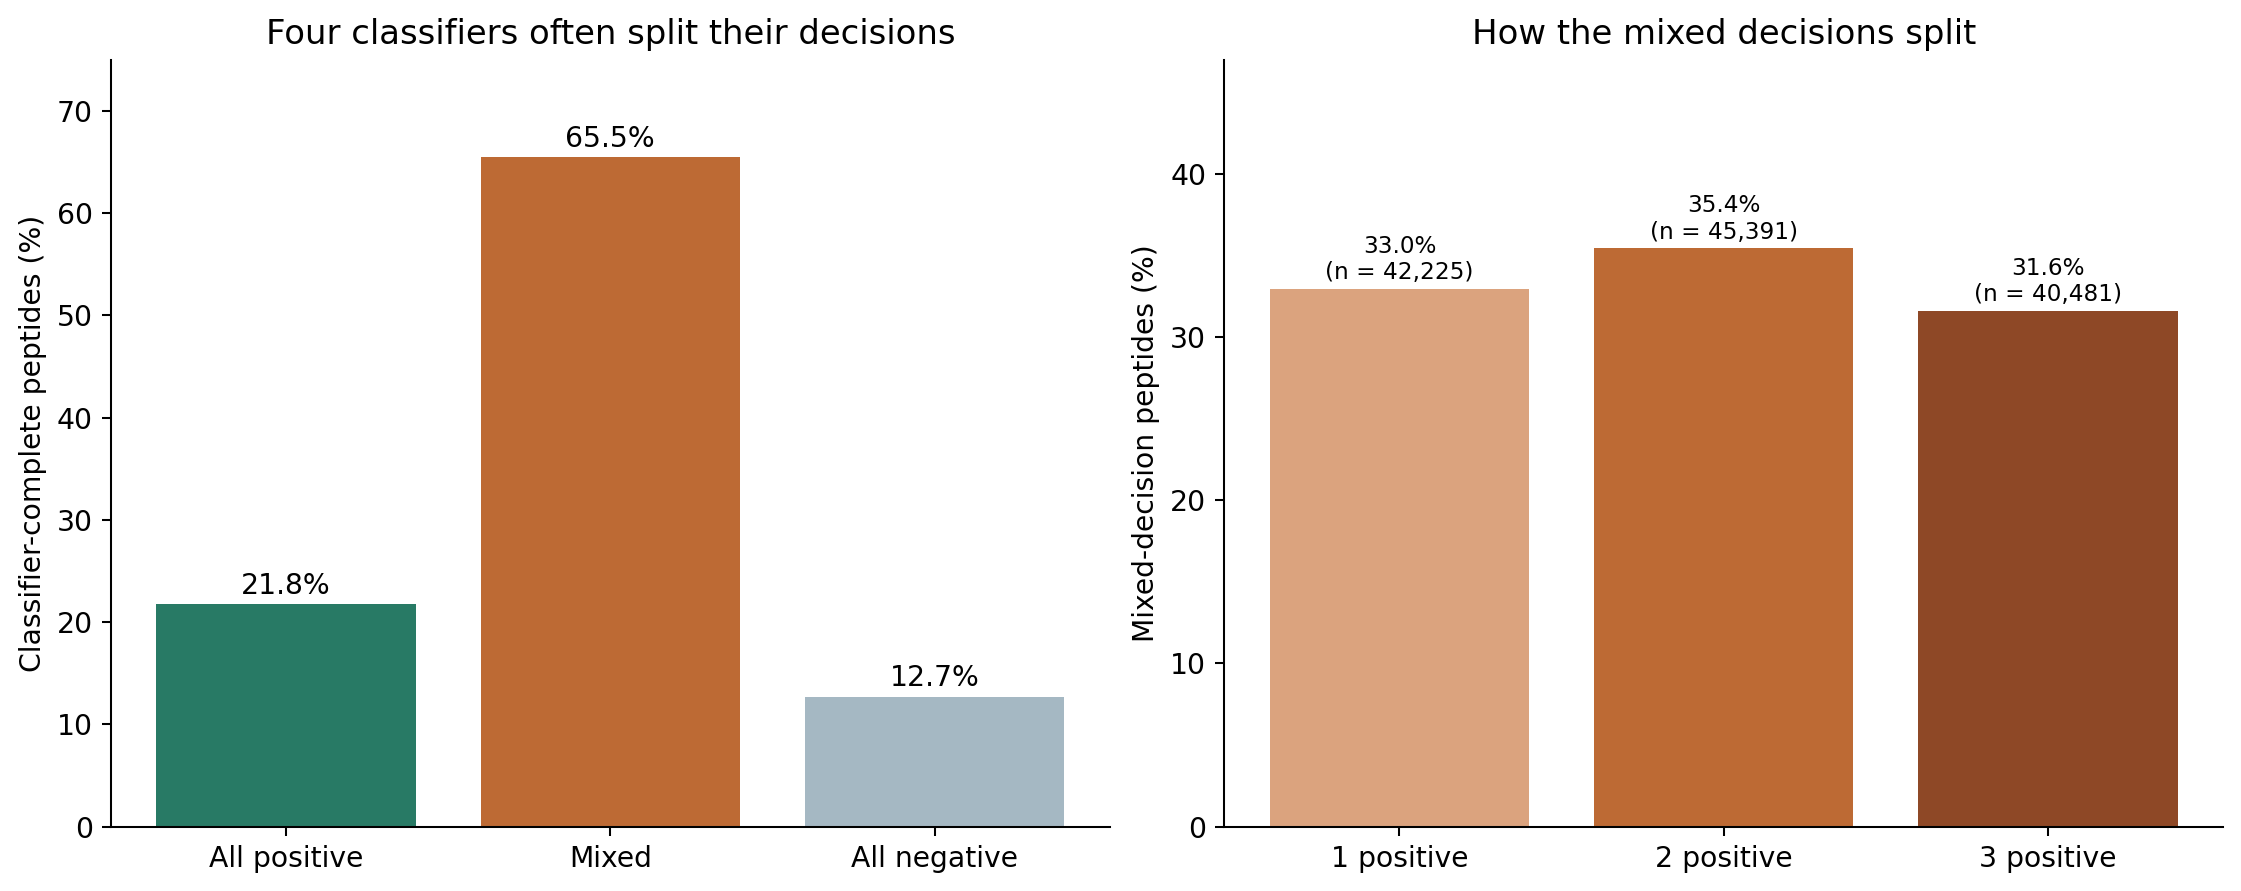 Four classifiers often split their decisions
Classifier-complete peptides (%)
70
60
50
40
30
20
10
0
21.8%
65.5%
12.7%
All positive
Mixed
All negative
How the mixed decisions split
Mixed-decision peptides (%)
40
30
20
10
0
33.0%
(n = 42,225)
35.4%
(n = 45,391)
31.6%
(n = 40,481)
1 positive
2 positive
3 positive